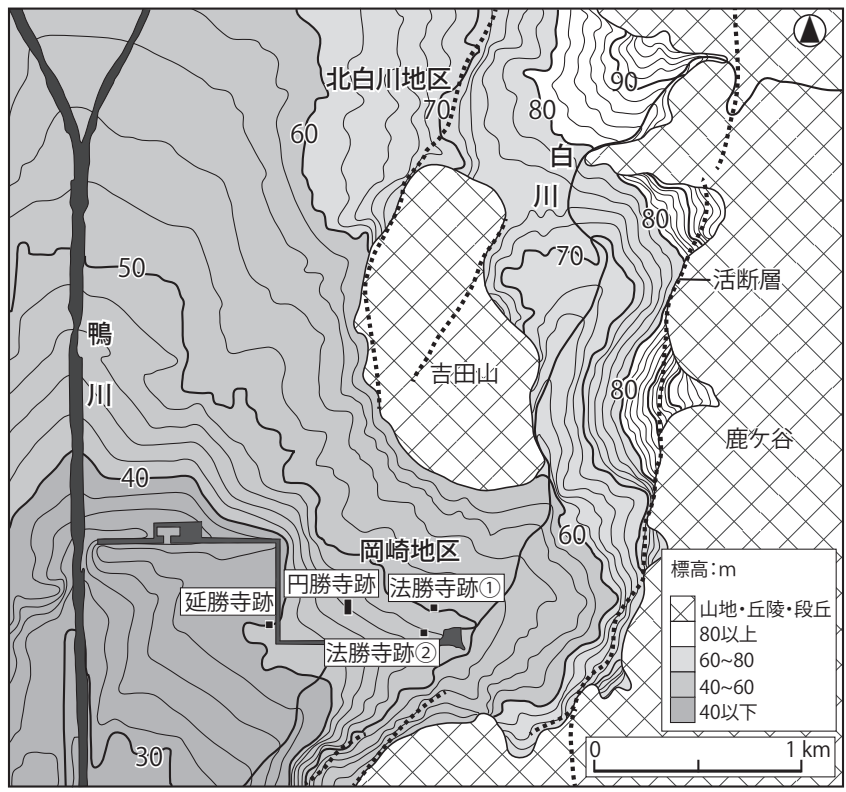 北白川地区
70
60
80
90
白川
80
70
活断層
50
鴨川
吉田山
80
鹿ケ谷
40
60
岡崎地区
延勝寺跡
円勝寺跡
法勝寺跡①
法勝寺跡②
30
標高:m
山地・丘陵・段丘
80以上
60~80
40~60
40以下
0
1 km